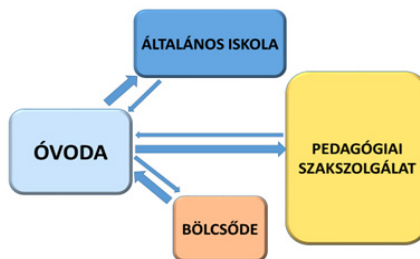 ÁLTALÁNOS ISKOLA
ÓVODA
PEDAGÓGIAI
SZAKSZOLGÁLAT
BÖLCSŐDE